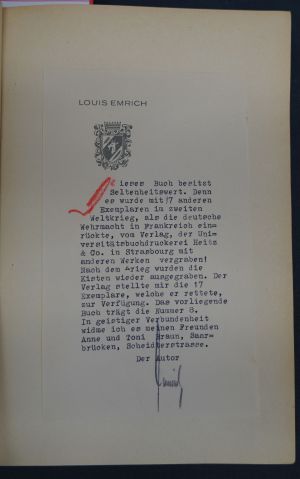 LOUIS EMRICH
Dieses Buch besitzt
Seltenheitswert. Denn
es wurde mit 17 anderen
Exemplaren im zweiten
Weltkrieg, als die deutsche
Wehrmacht in Frankreich ein=
rückte, vom Verlag, der Uni=
versitätsbuchdruckerei Heitz
& Co. in Strasbourg mit
anderen Werken vergraben!
Nach dem Krieg wurden die
Kisten wieder ausgegraben. Der
Verlag stellte mir die 17
Exemplare, welche er rettete,
zur Verfügung. Das vorliegende
Buch trägt die Nummer 8.
In geistiger Verbundenheit
widme ich es meinen Freunden
Anne und Toni Braun, Saar=
brücken, Scheidterstrasse.
Der Autor